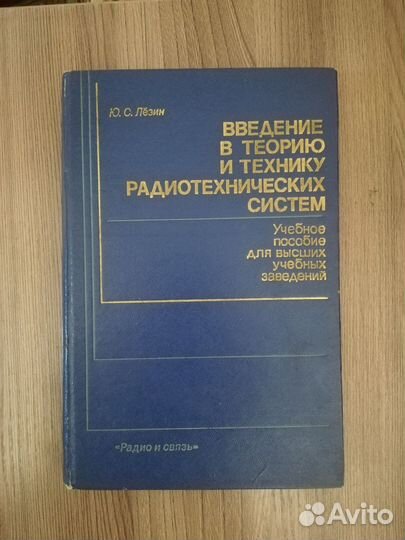 Ю. С. Лёзин
ВВЕДЕНИЕ
В ТЕОРИЮ
И ТЕХНИКУ
РАДИОТЕХНИЧЕСКИХ
СИСТЕМ
Учебное
пособие
для высших
учебных
заведений
«Радио и связь»
Avito